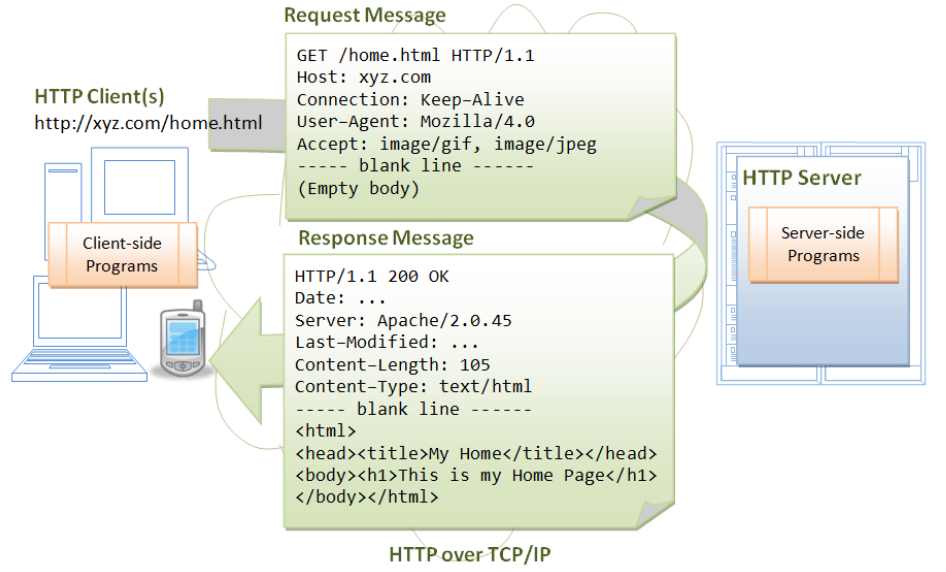 Request Message
GET /home.html HTTP/1.1
Host: xyz.com
Connection: Keep-Alive
User-Agent: Mozilla/4.0
Accept: image/gif, image/jpeg
----- blank line ------
(Empty body)
HTTP Client(s)
http://xyz.com/home.html
Client-side
Programs
HTTP Server
Server-side
Programs
Response Message
HTTP/1.1 200 OK
Date: ...
Server: Apache/2.0.45
Last-Modified: ...
Content-Length: 105
Content-Type: text/html
----- blank line ------
<html>
<head><title>My Home</title></head>
<body><h1>This is my Home Page</h1>
</body></html>
HTTP over TCP/IP